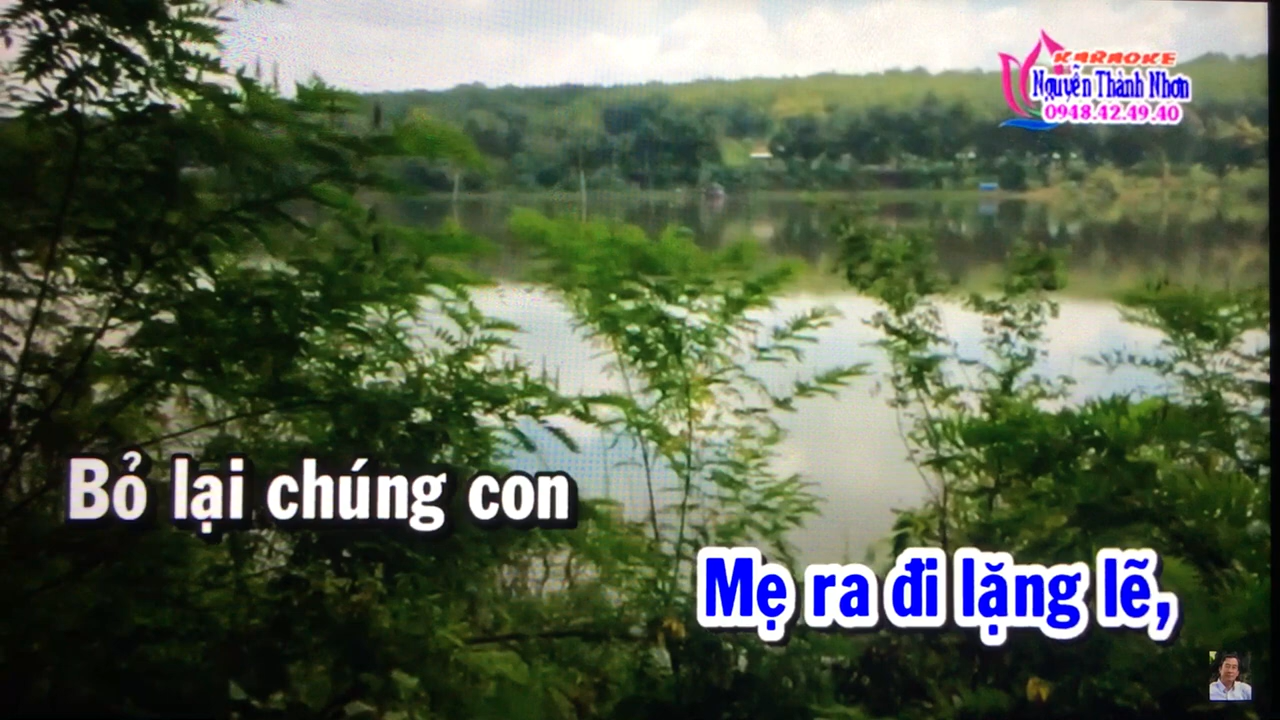 KARAOKE
Nguyễn Thành Nhơn
0948.42.49.40
Bỏ lại chúng con
Mẹ ra đi lặng lẽ,